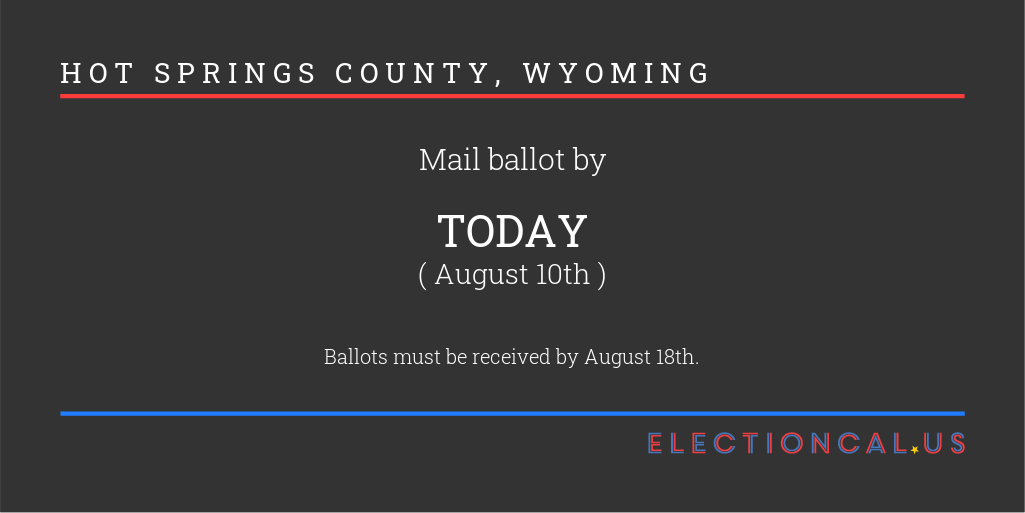 HOT SPRINGS COUNTY, WYOMING
Mail ballot by
TODAY
( August 10th )
Ballots must be received by August 18th.
ELECTIONCAL.US